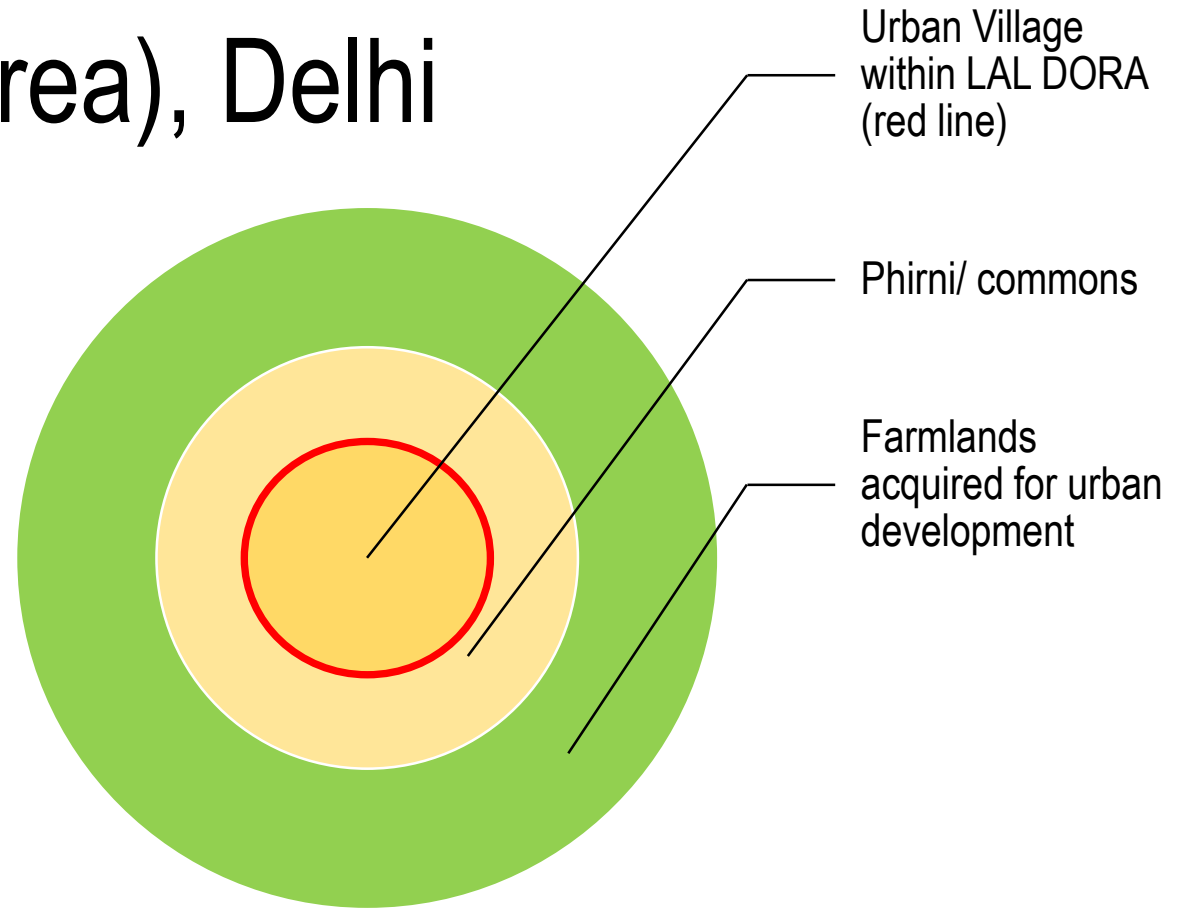 rea), Delhi
Urban Village
within LAL DORA
(red line)
Phirni/ commons
Farmlands
acquired for urban
development